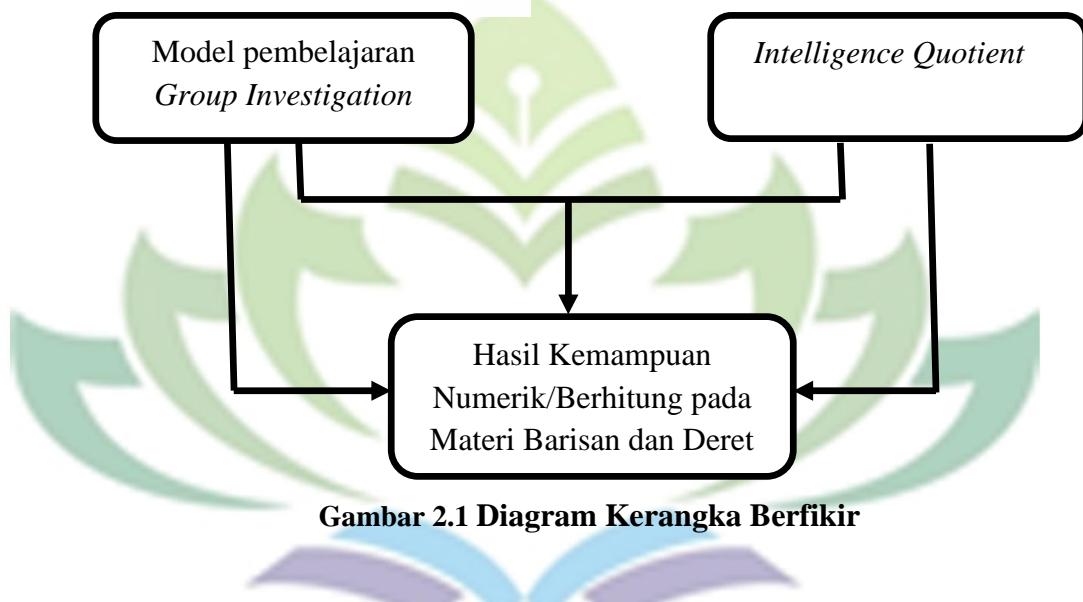 Model pembelajaran
Group Investigation
Intelligence Quotient
Hasil Kemampuan
Numerik/Berhitung pada
Materi Barisan dan Deret
Gambar 2.1 Diagram Kerangka Berfikir